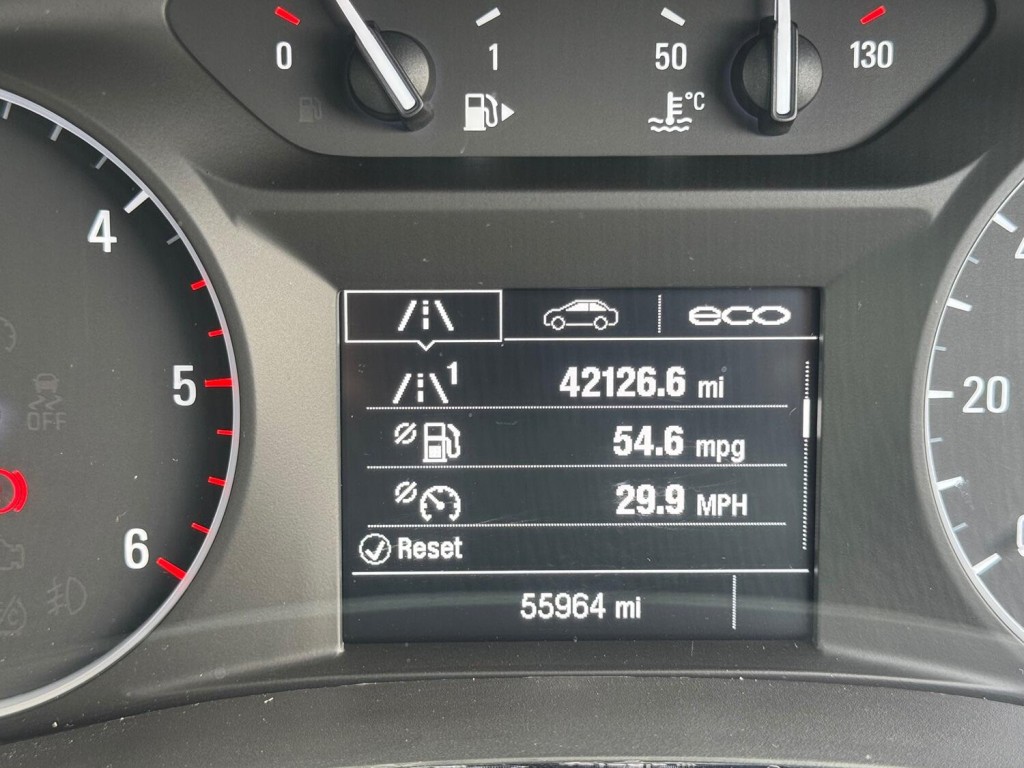 0 1 50 130
°C
4
5
OFF
6
20
eco
1 42126.6 mi
54.6 mpg
29.9 MPH
Reset
55964 mi